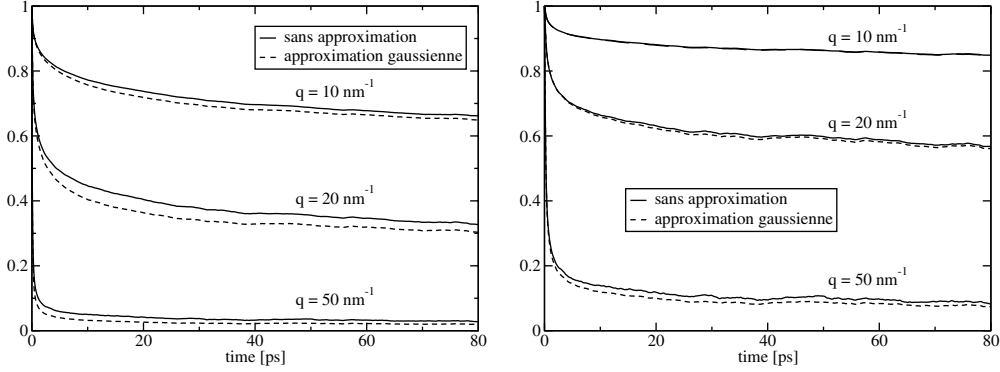 1
0.8
0.6
0.4
0.2
0
0
20
40
60
80
time [ps]
sans approximation
approximation gaussienne
q = 10 nm⁻¹
q = 20 nm⁻¹
q = 50 nm⁻¹
1
0.8
0.6
0.4
0.2
0
0
20
40
60
80
time [ps]
q = 10 nm⁻¹
q = 20 nm⁻¹
sans approximation
approximation gaussienne
q = 50 nm⁻¹